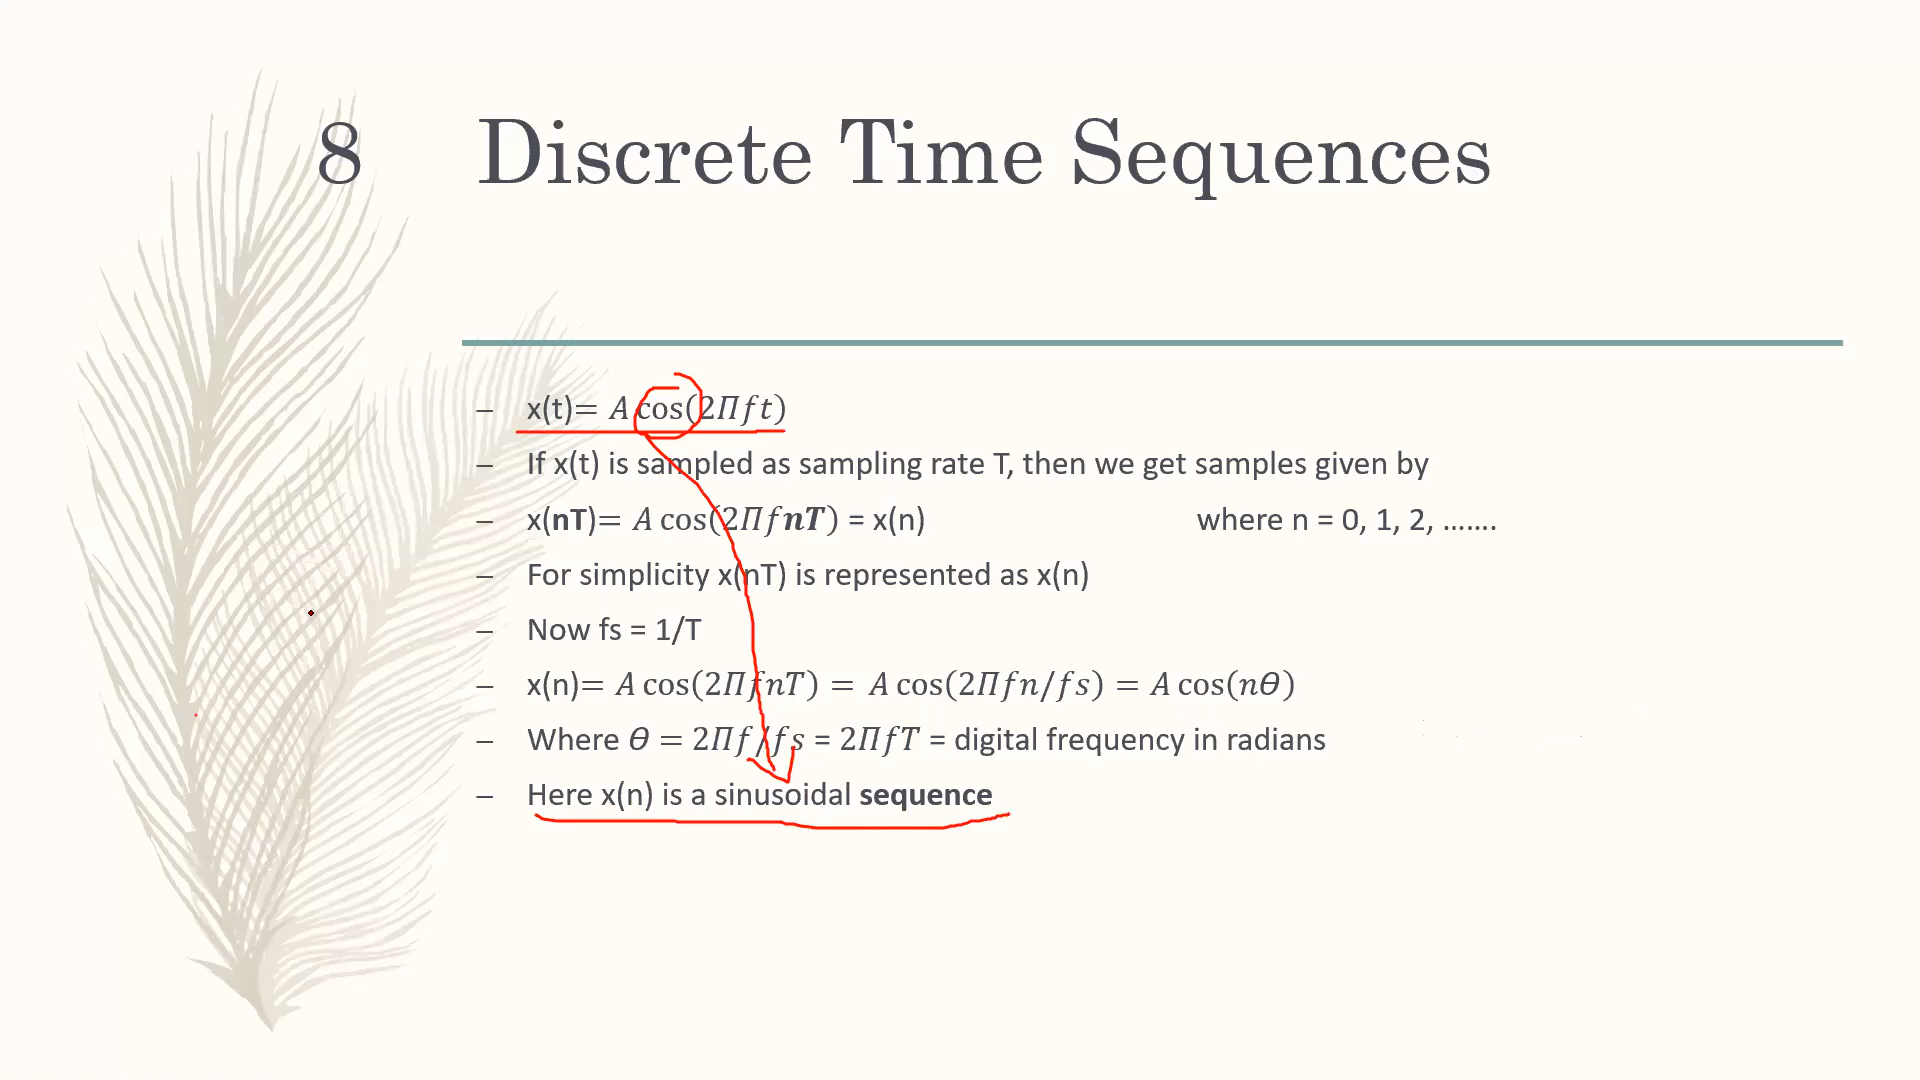 8 Discrete Time Sequences
– x(t)= A cos(2Πft)
– If x(t) is sampled as sampling rate T, then we get samples given by
– x(nT)= A cos(2ΠfnT) = x(n) where n = 0, 1, 2, …….
– For simplicity x(nT) is represented as x(n)
– Now fs = 1/T
– x(n)= A cos(2ΠfnT) = A cos(2Πfn/fs) = A cos(nθ)
– Where θ = 2Πf/fs = 2ΠfT = digital frequency in radians
– Here x(n) is a sinusoidal sequence